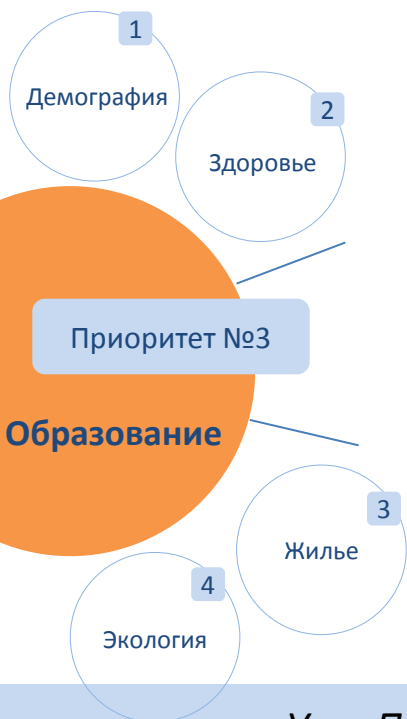 1
Демография
2
Здоровье
Приоритет №3
Образование
3
Жилье
4
Экология